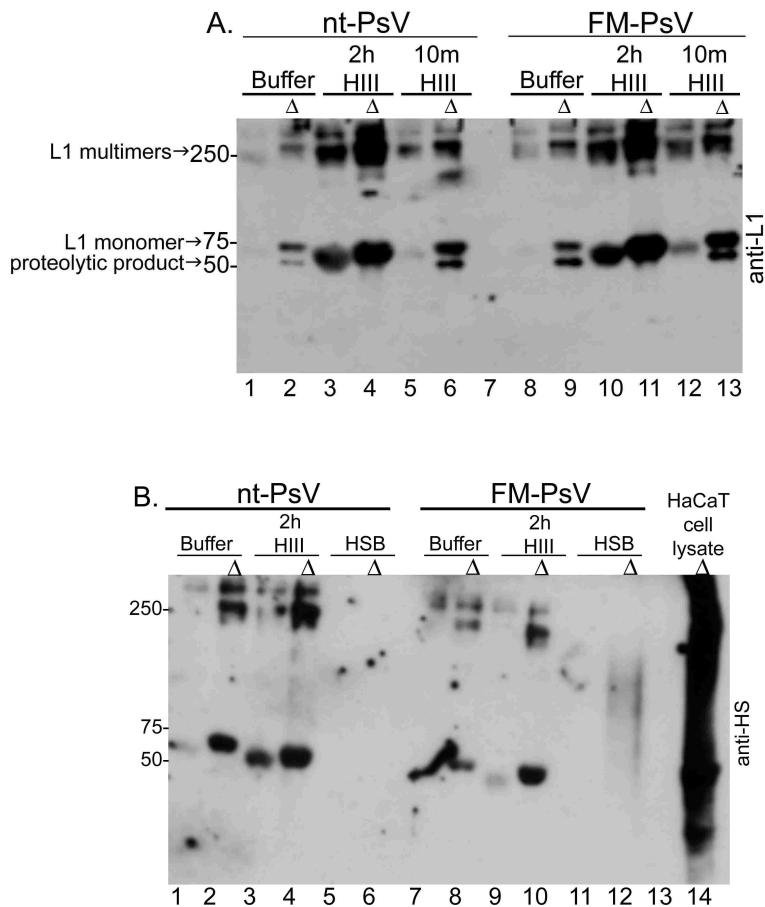 A.
nt-PsV FM-PsV
2h 10m 2h 10m
Buffer HIII HIII Buffer HIII HIII
Δ Δ Δ Δ Δ Δ
L1 multimers→250
L1 monomer→75
proteolytic product→50
anti-L1
1 2 3 4 5 6 7 8 9 10 11 12 13
B.
nt-PsV FM-PsV HaCaT
2h 2h cell
Buffer HIII HSB Buffer HIII HSB lysate
Δ Δ Δ Δ Δ Δ Δ
250
75
50
anti-HS
1 2 3 4 5 6 7 8 9 10 11 12 13 14